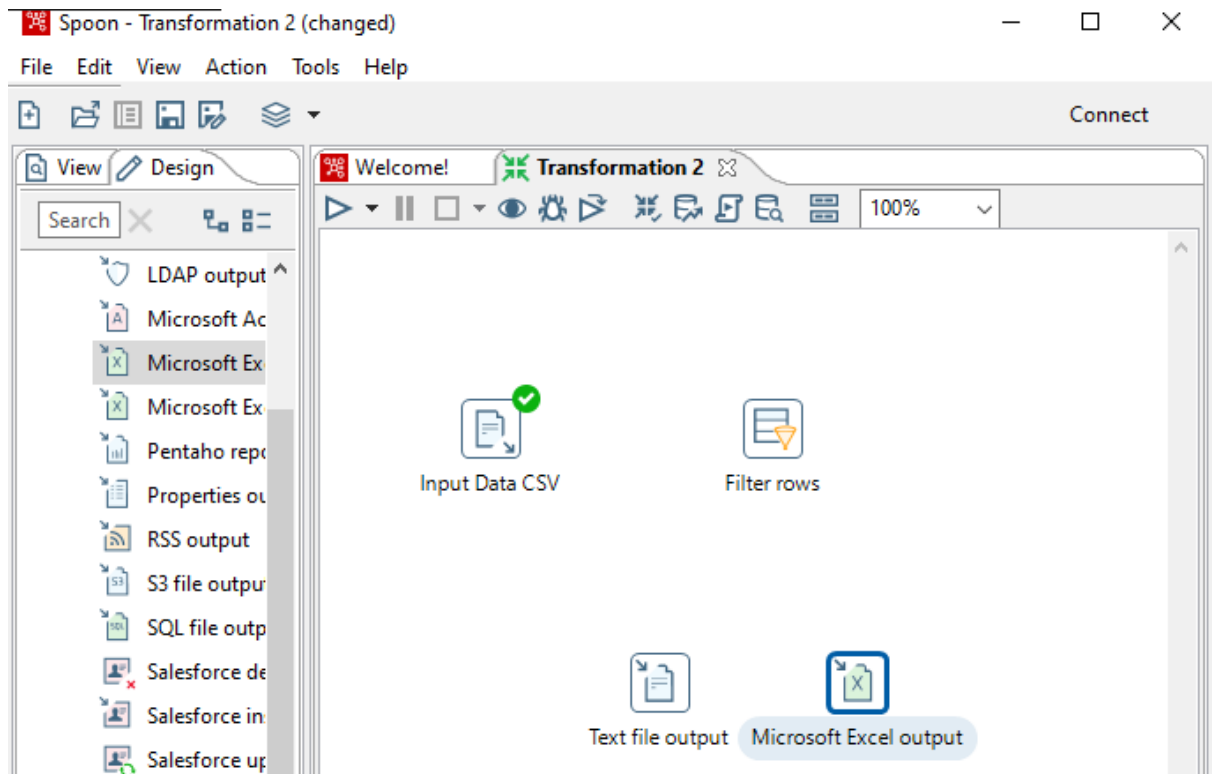 Spoon - Transformation 2 (changed)
File Edit View Action Tools Help
Connect
View Design
Welcome! Transformation 2
Search
100%
LDAP output
Microsoft Ac
Microsoft Ex
Microsoft Ex
Pentaho repo
Properties ou
RSS output
S3 file outpu
SQL file outp
Salesforce de
Salesforce in
Salesforce up
Input Data CSV
Filter rows
Text file output
Microsoft Excel output